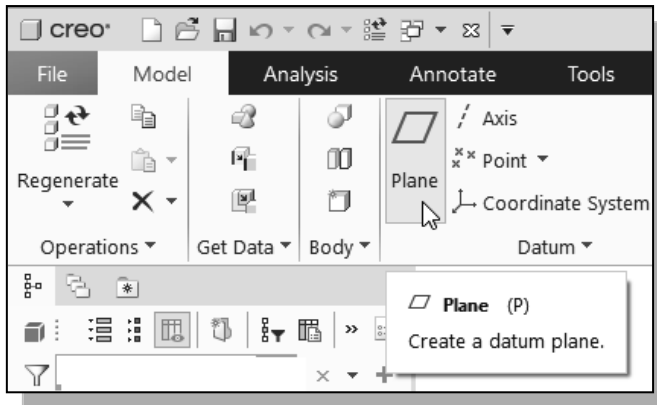 creo
File Model Analysis Annotate Tools
Axis
Point
Regenerate Plane
Coordinate System
Operations Get Data Body Datum
Plane (P)
Create a datum plane.